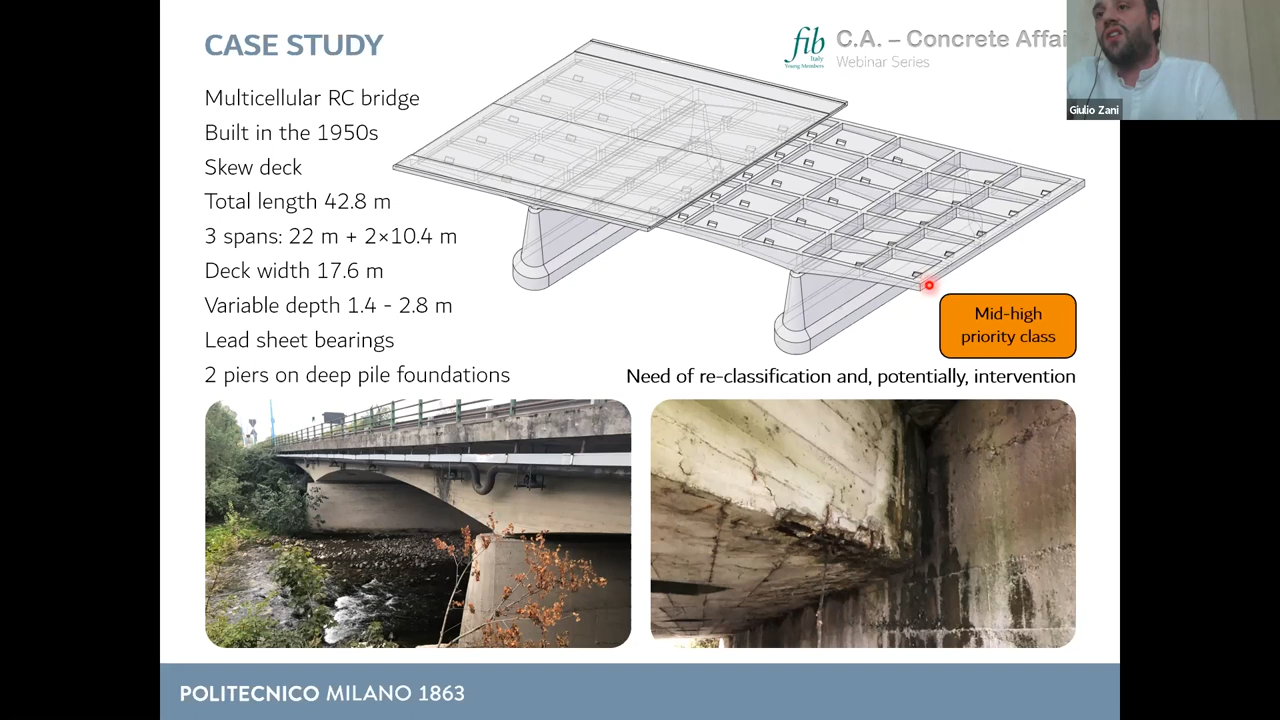 CASE STUDY
fib
Italy
Young Members
C.A. – Concrete Affai
Webinar Series
Giulio Zani
Multicellular RC bridge
Built in the 1950s
Skew deck
Total length 42.8 m
3 spans: 22 m + 2×10.4 m
Deck width 17.6 m
Variable depth 1.4 - 2.8 m
Lead sheet bearings
2 piers on deep pile foundations
Mid-high
priority class
Need of re-classification and, potentially, intervention
POLITECNICO MILANO 1863